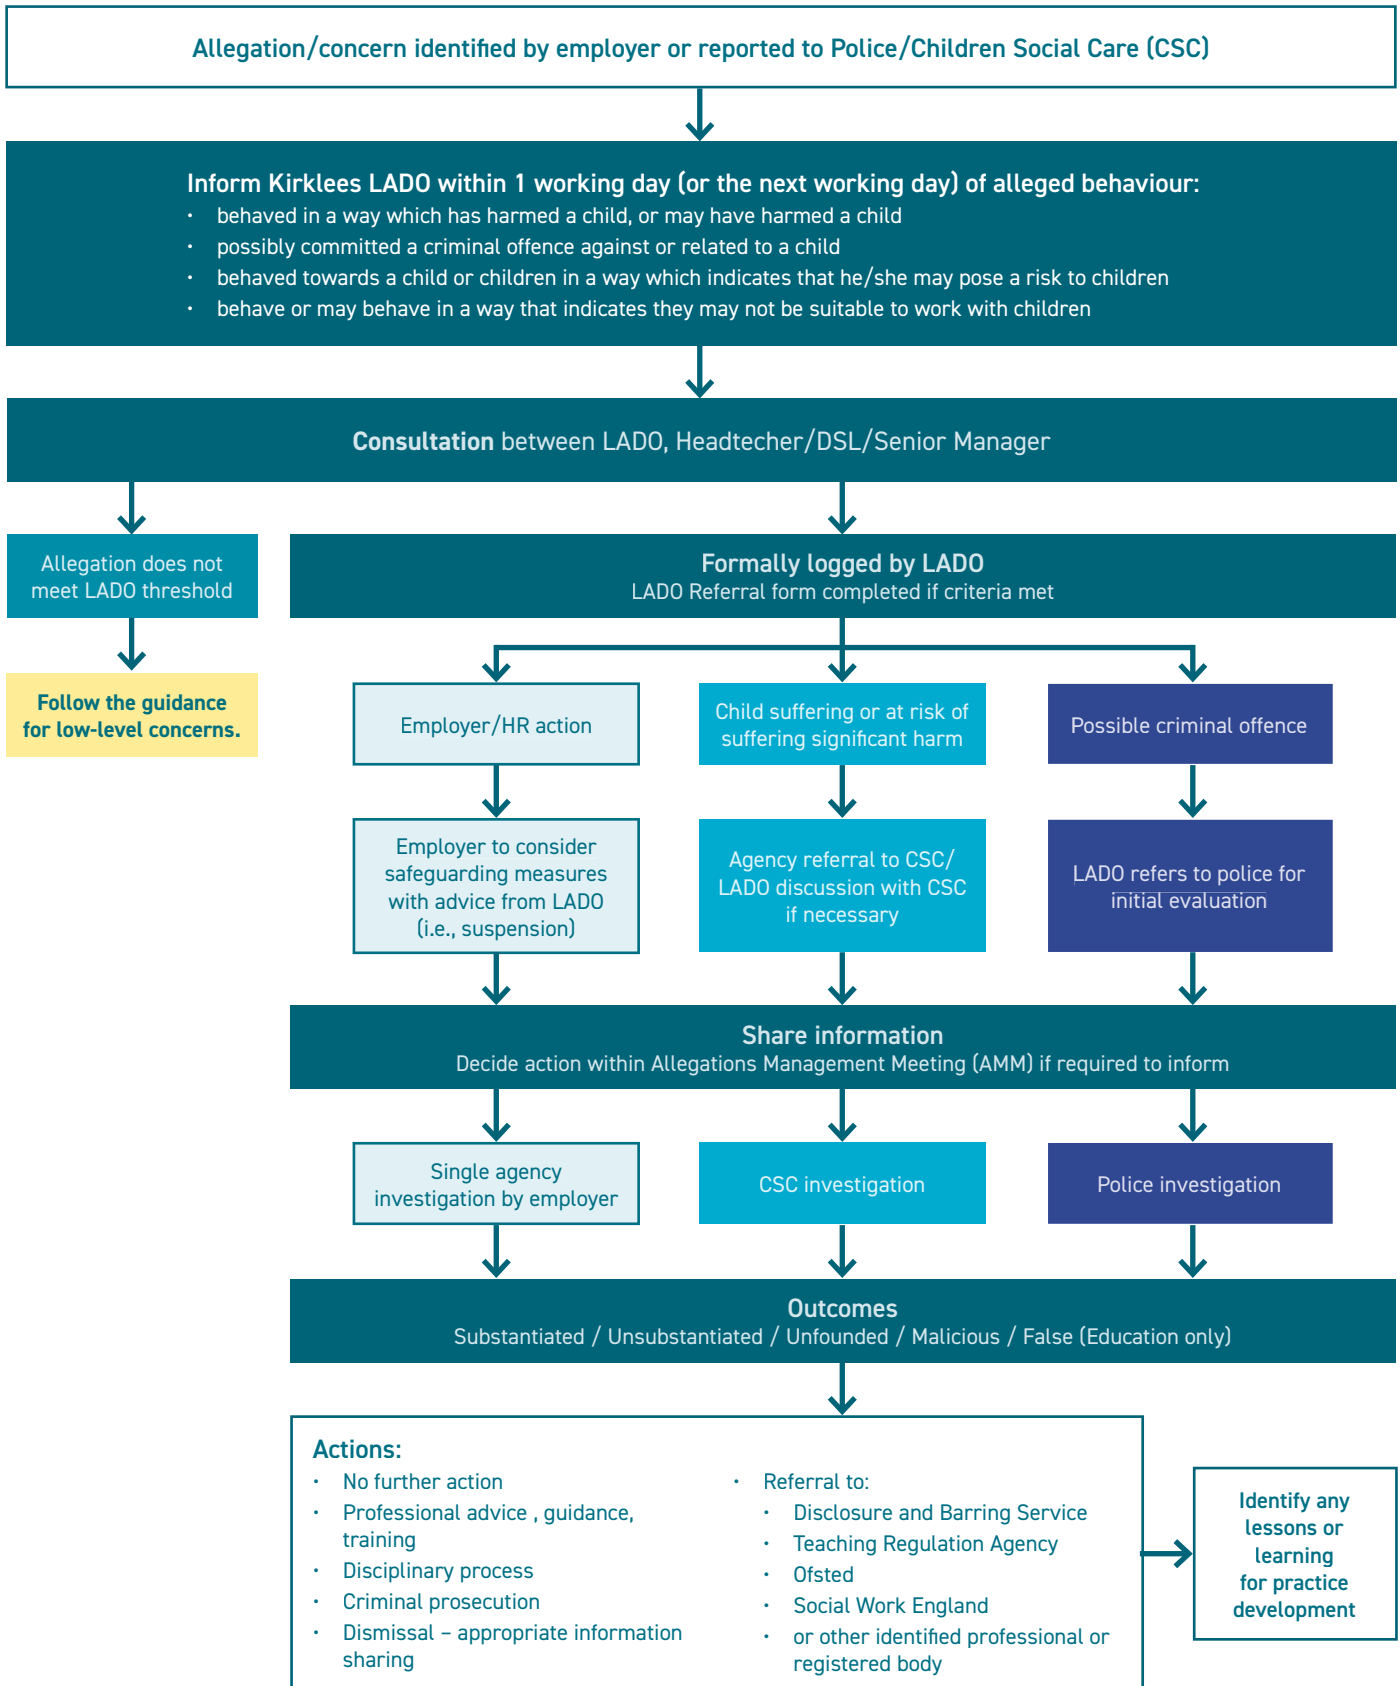 Allegation/concern identified by employer or reported to Police/Children Social Care (CSC)
Inform Kirklees LADO within 1 working day (or the next working day) of alleged behaviour:
• behaved in a way which has harmed a child, or may have harmed a child
• possibly committed a criminal offence against or related to a child
• behaved towards a child or children in a way which indicates that he/she may pose a risk to children
• behave or may behave in a way that indicates they may not be suitable to work with children
Consultation between LADO, Headtecher/DSL/Senior Manager
Allegation does not
meet LADO threshold
Follow the guidance
for low-level concerns.
Formally logged by LADO
LADO Referral form completed if criteria met
Employer/HR action
Child suffering or at risk of
suffering significant harm
Possible criminal offence
Employer to consider
safeguarding measures
with advice from LADO
(i.e., suspension)
Agency referral to CSC/
LADO discussion with CSC
if necessary
LADO refers to police for
initial evaluation
Share information
Decide action within Allegations Management Meeting (AMM) if required to inform
Single agency
investigation by employer
CSC investigation
Police investigation
Outcomes
Substantiated / Unsubstantiated / Unfounded / Malicious / False (Education only)
Actions:
• No further action
• Professional advice , guidance,
training
• Disciplinary process
• Criminal prosecution
• Dismissal – appropriate information
sharing
• Referral to:
• Disclosure and Barring Service
• Teaching Regulation Agency
• Ofsted
• Social Work England
• or other identified professional or
registered body
Identify any
lessons or
learning
for practice
development